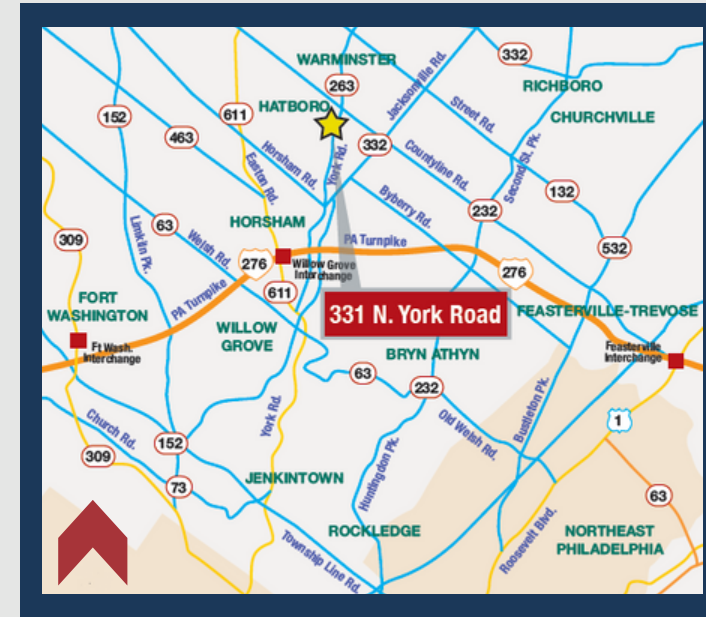 WARMINSTER
332
263
RICHBORO
HATBORO
611
152
463
Jacksonville Rd.
Street Rd.
CHURCHVILLE
332
Second St. Pk.
Horsham Rd.
York Rd.
Countyline Rd.
Easton Rd.
132
Byberry Rd.
232
63
HORSHAM
Limkiln Pk.
Welsh Rd.
309
PA Turnpike
532
276
Willow Grove
Interchange
276
611
FORT
WASHINGTON
PA Turnpike
331 N. York Road
FEASTERVILLE-TREVOSE
WILLOW
GROVE
Ft Wash.
Interchange
BRYN ATHYN
Feasterville
Interchange
63
232
Bustleton Pk.
1
Church Rd.
York Rd.
Old Welsh Rd.
152
309
Huntingdon Pk.
73
JENKINTOWN
63
ROCKLEDGE
Roosevelt Blvd.
NORTHEAST
PHILADELPHIA
Township Line Rd.